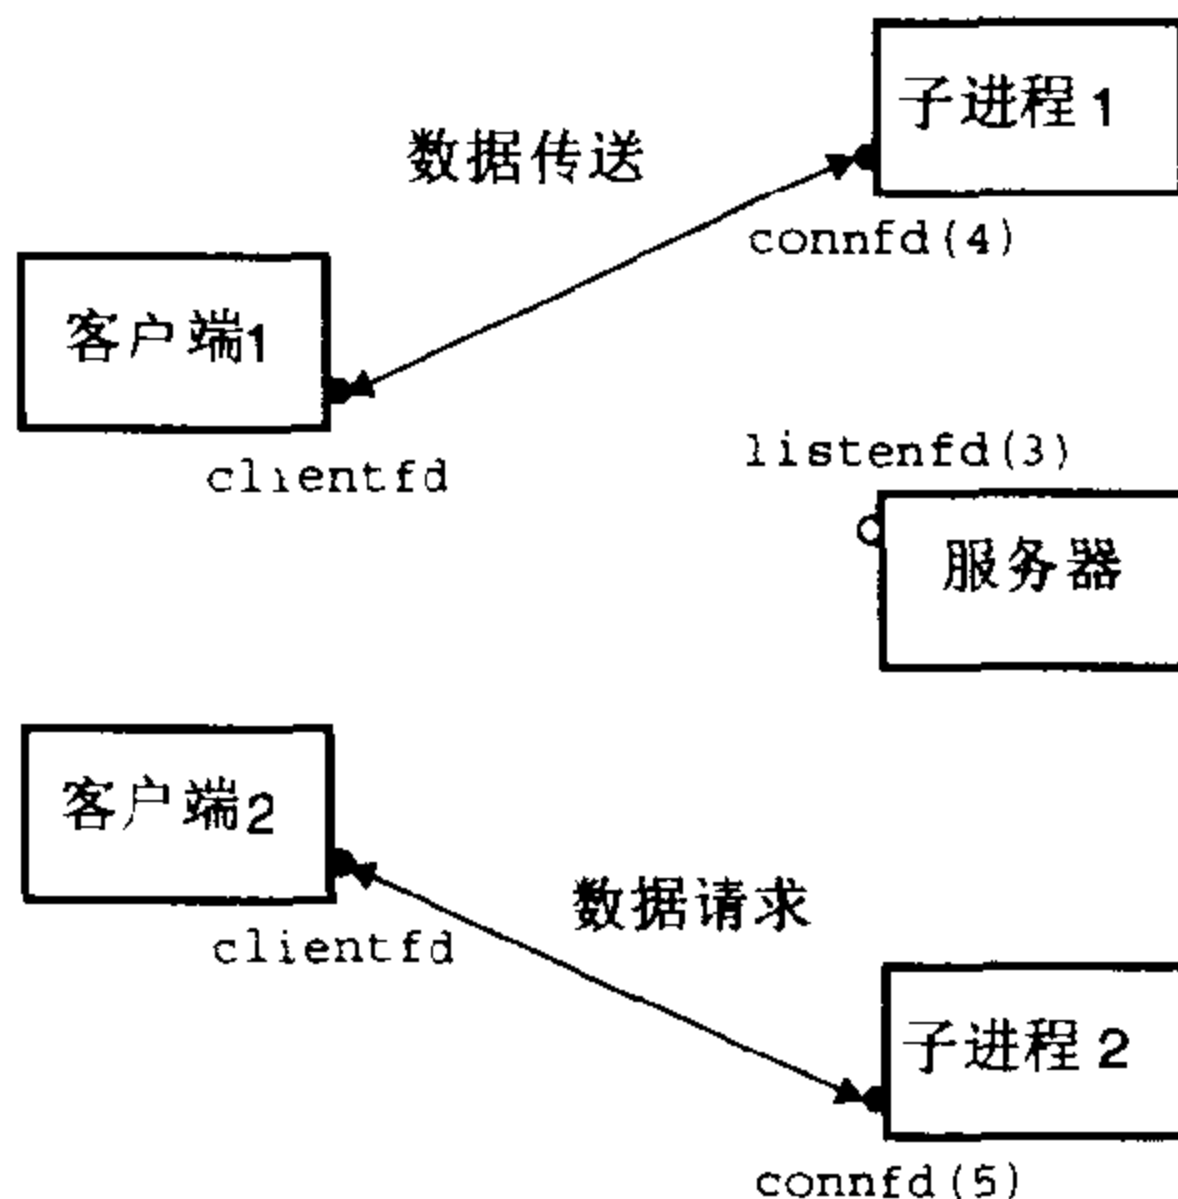 子进程 1
数据传送
connfd(4)
客户端1
clientfd
listenfd(3)
服务器
客户端2
数据请求
clientfd
子进程 2
connfd(5)